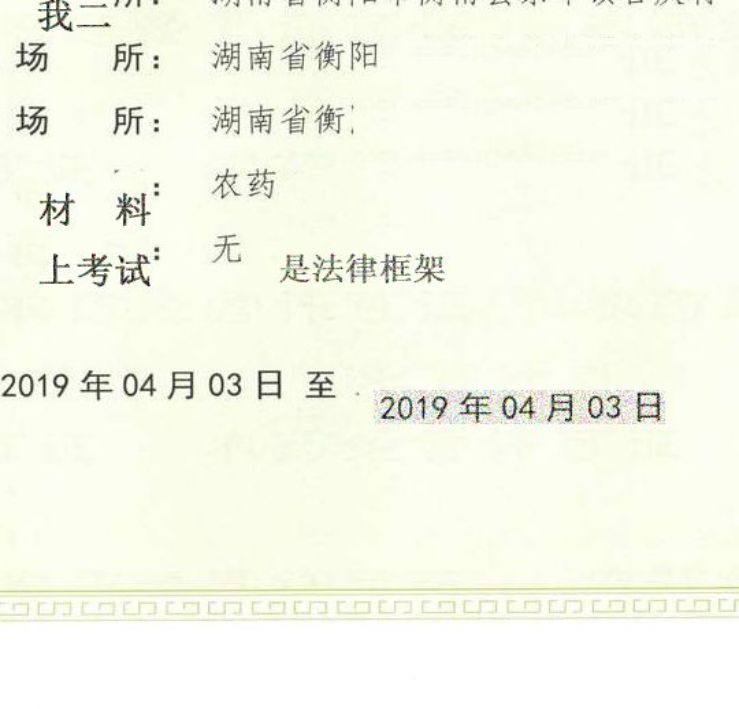 我二
场 所： 湖南省衡阳
场 所： 湖南省衡
： 农药
材 料
： 无
上考试 是法律框架
2019 年 04 月 03 日 至
2019 年 04 月 03 日